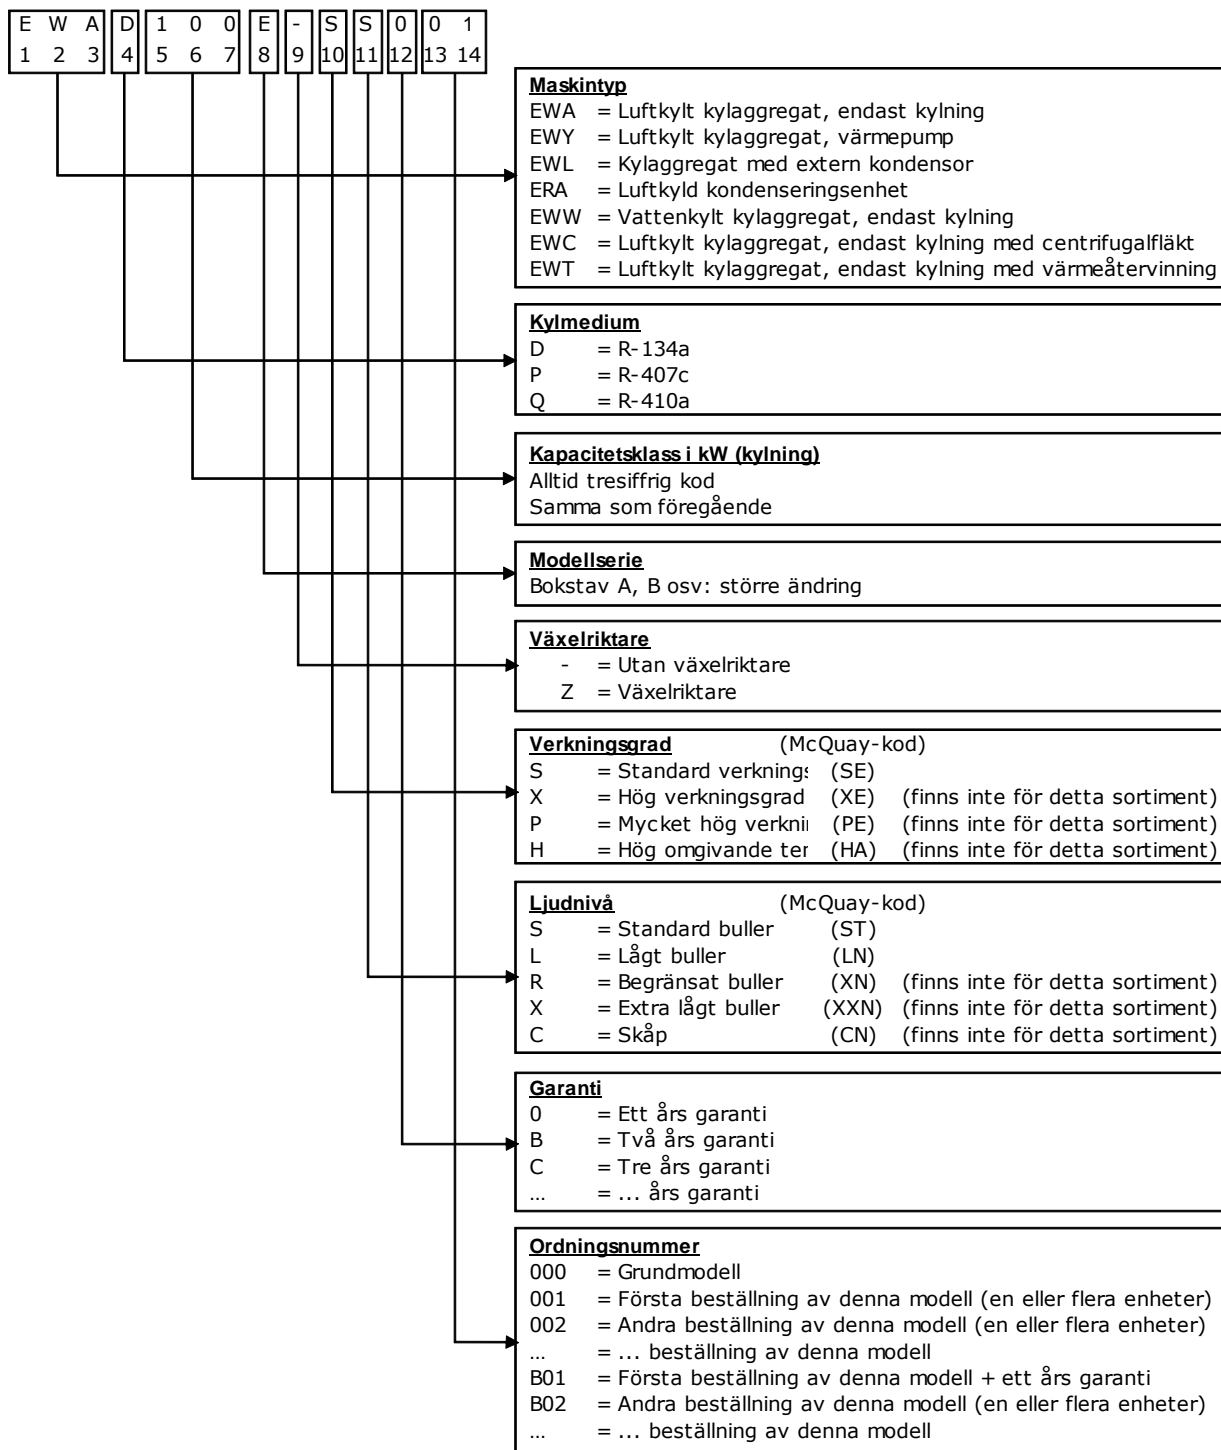 E W A D 1 0 0 E - S S 0 0 1
1 2 3 4 5 6 7 8 9 10 11 12 13 14
Maskintyp
EWA = Luftkylt kylaggregat, endast kylning
EWY = Luftkylt kylaggregat, värmepump
EWL = Kylaggregat med extern kondensor
ERA = Luftkyld kondenseringsenhet
EWW = Vattenkylt kylaggregat, endast kylning
EWC = Luftkylt kylaggregat, endast kylning med centrifugalfläkt
EWT = Luftkylt kylaggregat, endast kylning med värmeåtervinning
Kylmedium
D = R-134a
P = R-407c
Q = R-410a
Kapacitetsklass i kW (kylning)
Alltid tresiffrig kod
Samma som föregående
Modellserie
Bokstav A, B osv: större ändring
Växelriktare
- = Utan växelriktare
Z = Växelriktare
Verkningsgrad (McQuay-kod)
S = Standard verknings (SE)
X = Hög verkningsgrad (XE) (finns inte för detta sortiment)
P = Mycket hög verkni (PE) (finns inte för detta sortiment)
H = Hög omgivande ter (HA) (finns inte för detta sortiment)
Ljudnivå (McQuay-kod)
S = Standard buller (ST)
L = Lågt buller (LN)
R = Begränsat buller (XN) (finns inte för detta sortiment)
X = Extra lågt buller (XXN) (finns inte för detta sortiment)
C = Skåp (CN) (finns inte för detta sortiment)
Garanti
0 = Ett års garanti
B = Två års garanti
C = Tre års garanti
... = ... års garanti
Ordningsnummer
000 = Grundmodell
001 = Första beställning av denna modell (en eller flera enheter)
002 = Andra beställning av denna modell (en eller flera enheter)
... = ... beställning av denna modell
B01 = Första beställning av denna modell + ett års garanti
B02 = Andra beställning av denna modell (en eller flera enheter)
... = ... beställning av denna modell